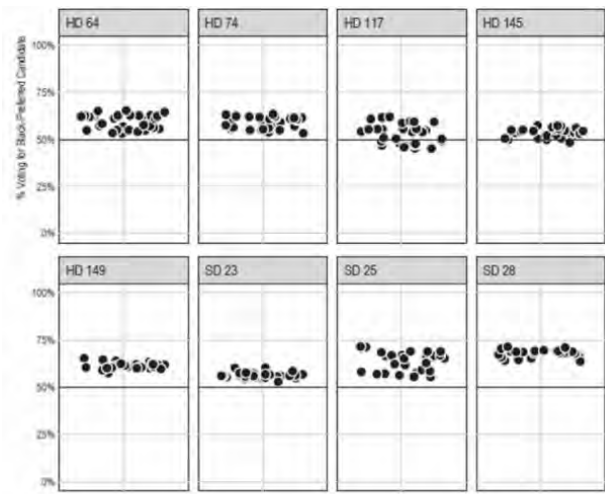 HD 64
HD 74
HD 117
HD 145
% Voting for Black-Preferred Candidate
100%
75%
50%
25%
0%
HD 149
SD 23
SD 25
SD 28
100%
75%
50%
25%
0%